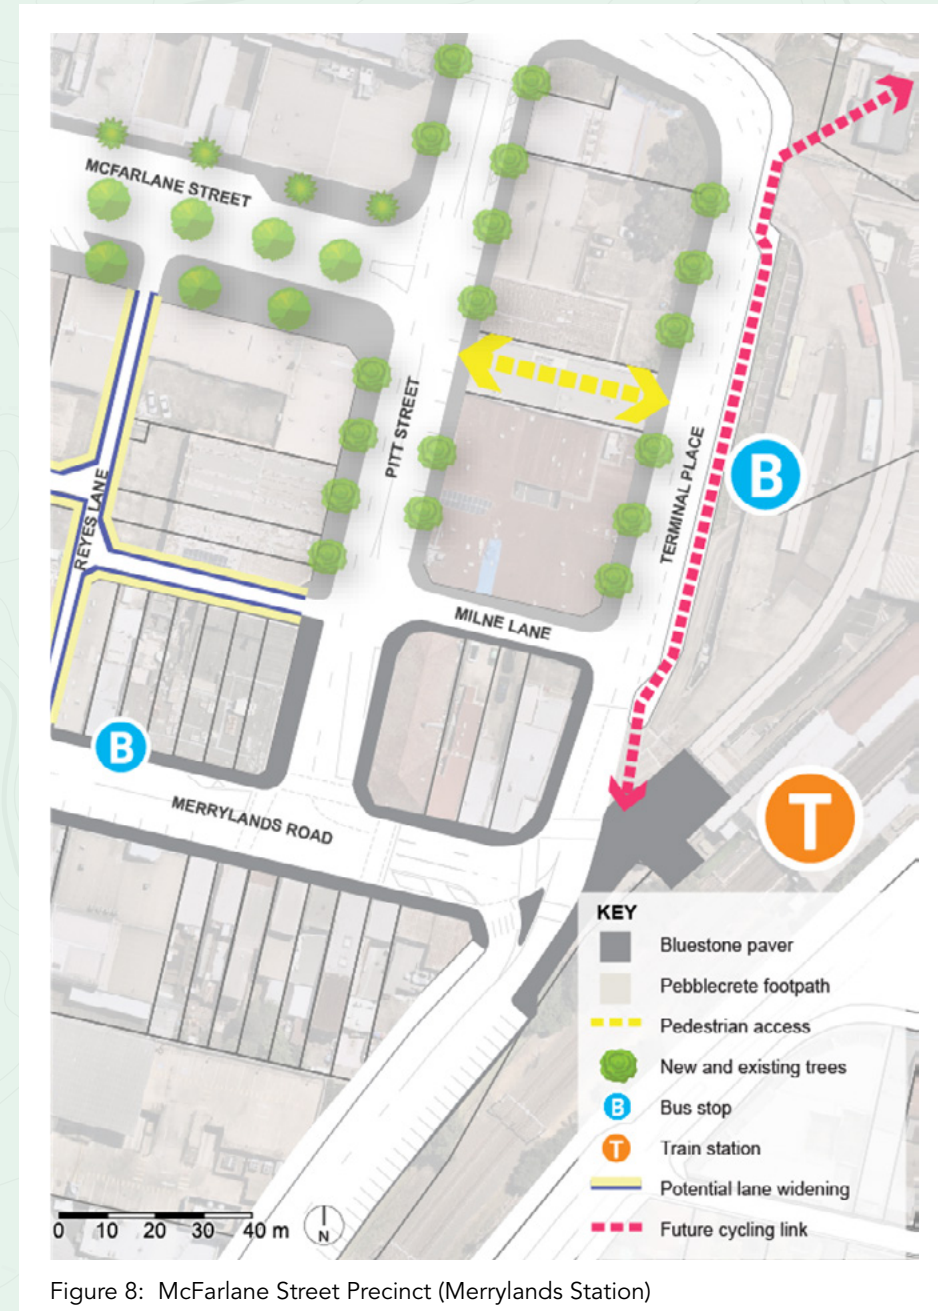 MCFARLANE STREET
PITT STREET
TERMINAL PLACE
B
REYES LANE
MILNE LANE
B
MERRYLANDS ROAD
T
KEY
Bluestone paver
Pebblecrete footpath
Pedestrian access
New and existing trees
B Bus stop
T Train station
Potential lane widening
Future cycling link
0 10 20 30 40 m
N
Figure 8: McFarlane Street Precinct (Merrylands Station)